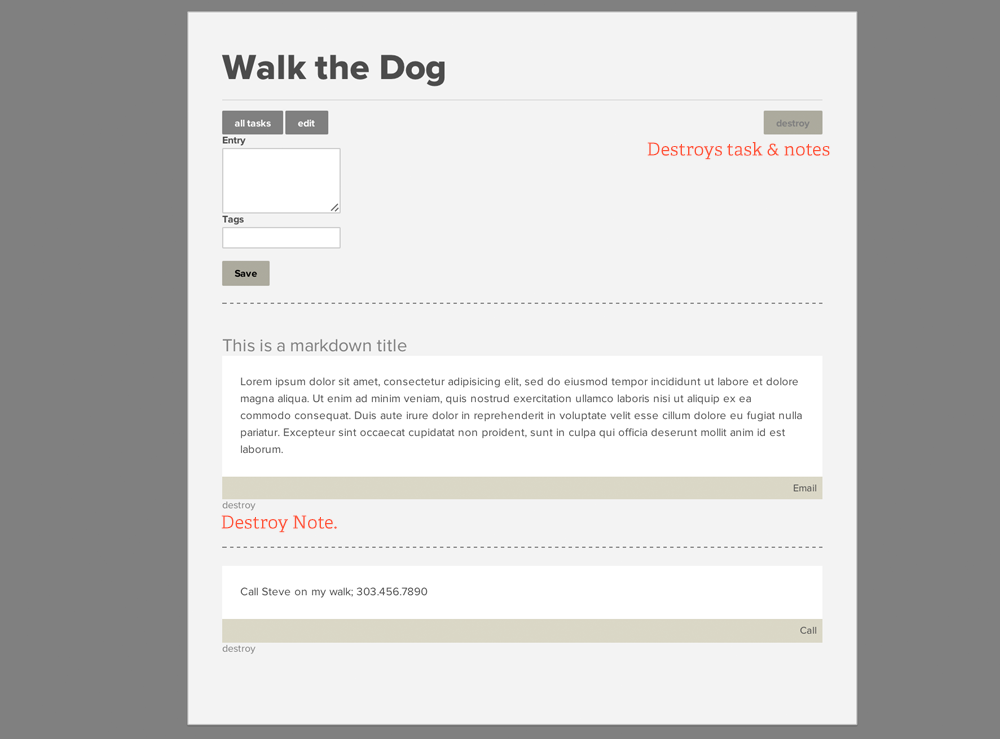 Walk the Dog
all tasks edit destroy
Entry
Destroys task & notes
Tags
Save
This is a markdown title
Lorem ipsum dolor sit amet, consectetur adipisicing elit, sed do eiusmod tempor incididunt ut labore et dolore
magna aliqua. Ut enim ad minim veniam, quis nostrud exercitation ullamco laboris nisi ut aliquip ex ea
commodo consequat. Duis aute irure dolor in reprehenderit in voluptate velit esse cillum dolore eu fugiat nulla
pariatur. Excepteur sint occaecat cupidatat non proident, sunt in culpa qui officia deserunt mollit anim id est
laborum.
Email
destroy
Destroy Note.
Call Steve on my walk; 303.456.7890
Call
destroy